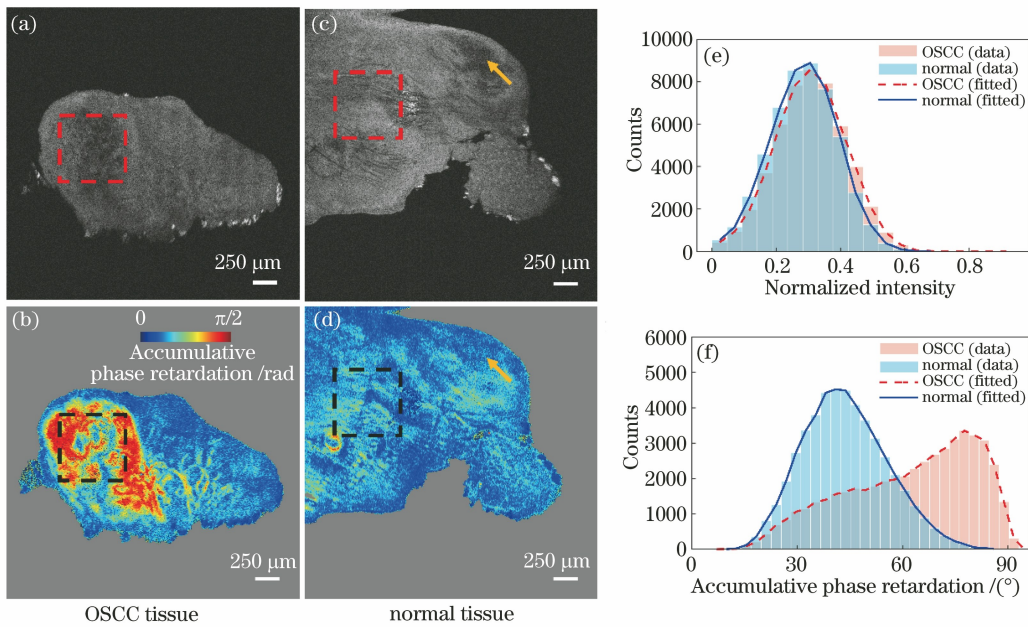 (a)
250 μm
(c)
250 μm
(b)
0
π/2
Accumulative
phase retardation /rad
250 μm
OSCC tissue
(d)
250 μm
normal tissue
(e)
OSCC (data)
normal (data)
OSCC (fitted)
normal (fitted)
10000
8000
6000
4000
2000
0
Counts
0 0.2 0.4 0.6 0.8
Normalized intensity
(f)
OSCC (data)
normal (data)
OSCC (fitted)
normal (fitted)
6000
5000
4000
3000
2000
1000
0
Counts
0 30 60 90
Accumulative phase retardation /(°)